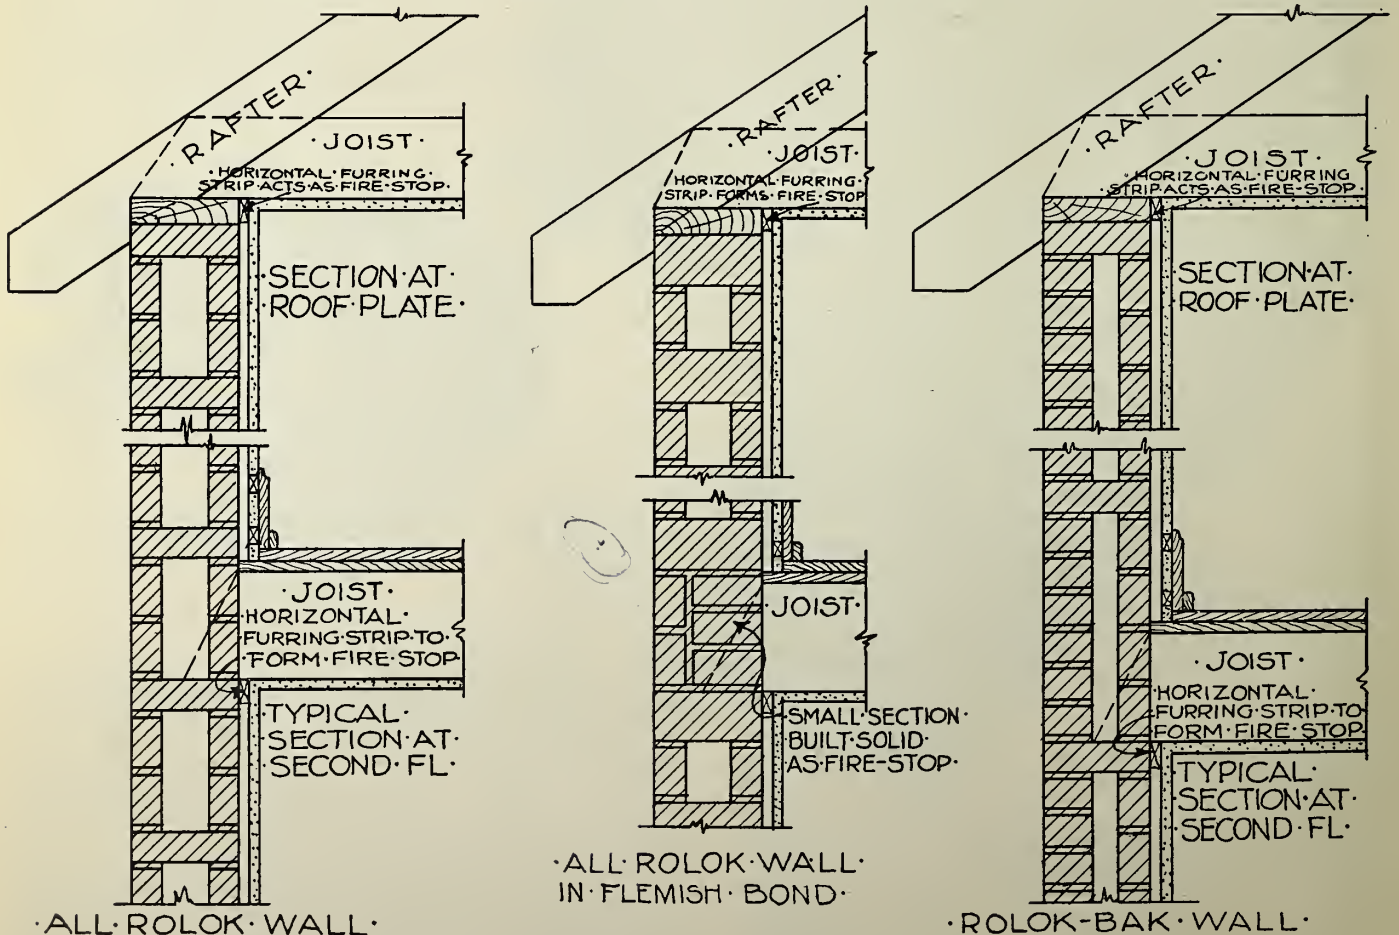 ·RAFTER·
·JOIST·
·HORIZONTAL·FURRING·
STRIP·ACTS·AS·FIRE·STOP·
·SECTION·AT·
ROOF·PLATE·
·JOIST·
·HORIZONTAL·
FURRING·STRIP·TO·
FORM·FIRE·STOP
·TYPICAL·
SECTION·AT·
SECOND·FL·
·ALL·ROLOK·WALL·
·RAFTER·
·JOIST·
HORIZONTAL·FURRING·
STRIP·FORMS·FIRE·STOP
·JOIST·
SMALL·SECTION·
BUILT·SOLID·
AS·FIRE-STOP·
·ALL·ROLOK·WALL·
IN·FLEMISH·BOND·
·RAFTER·
·JOIST·
HORIZONTAL·FURRING
STRIP·ACTS·AS·FIRE-STOP·
SECTION·AT·
ROOF·PLATE·
·JOIST·
·HORIZONTAL·
FURRING·STRIP·TO·
FORM·FIRE·STOP
·TYPICAL·
SECTION·AT·
SECOND·FL·
·ROLOK-BAK·WALL·